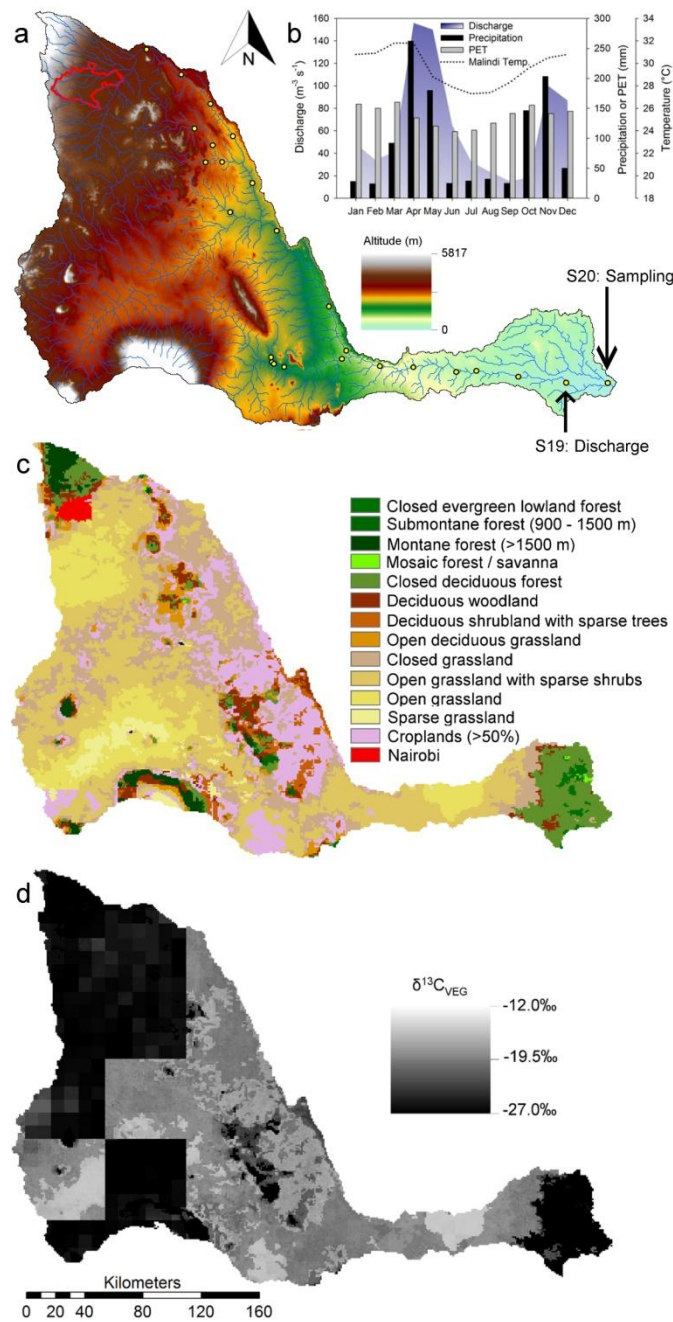 a
N
b
Discharge
Precipitation
PET
Malindi Temp.
160
140
120
100
80
60
40
20
0
Discharge (m⁻³ s⁻¹)
300
250
200
150
100
50
0
Precipitation or PET (mm)
34
32
30
28
26
24
22
20
18
Temperature (°C)
Jan Feb Mar Apr May Jun Jul Aug Sep Oct Nov Dec
Altitude (m)
5817
0
S20: Sampling
S19: Discharge
c
Closed evergreen lowland forest
Submontane forest (900 - 1500 m)
Montane forest (>1500 m)
Mosaic forest / savanna
Closed deciduous forest
Deciduous woodland
Deciduous shrubland with sparse trees
Open deciduous grassland
Closed grassland
Open grassland with sparse shrubs
Open grassland
Sparse grassland
Croplands (>50%)
Nairobi
d
δ¹³C_VEG
-12.0‰
-19.5‰
-27.0‰
Kilometers
0 20 40 80 120 160